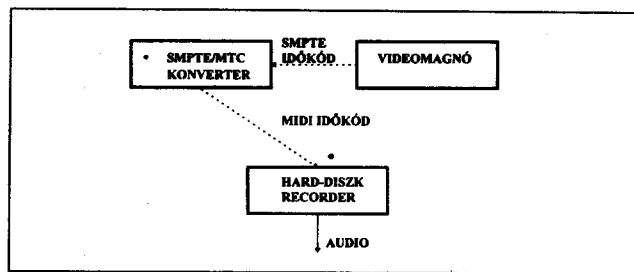 SMPTE
IDŐKÓD
SMPTE/MTC
KONVERTER
VIDEOMAGNÓ
MIDI IDŐKÓD
HARD-DISZK
RECORDER
AUDIO